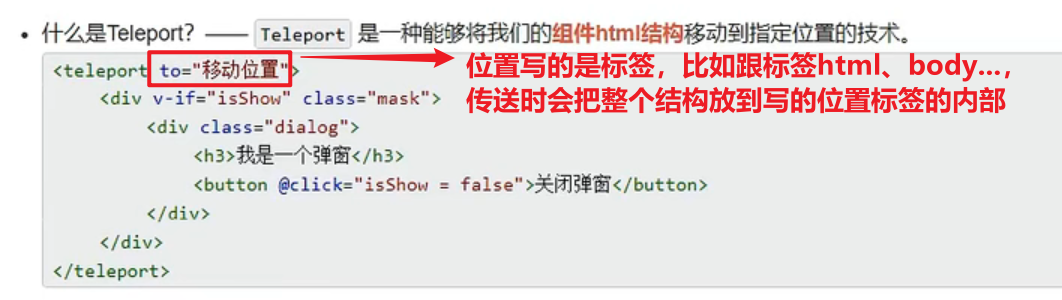 • 什么是Teleport？—— Teleport 是一种能够将我们的组件html结构移动到指定位置的技术。
<teleport to="移动位置">
位置写的是标签，比如跟标签html、body...，
<div v-if="isShow" class="mask">
传送时会把整个结构放到写的位置标签的内部
<div class="dialog">
<h3>我是一个弹窗</h3>
<button @click="isShow = false">关闭弹窗</button>
</div>
</div>
</teleport>